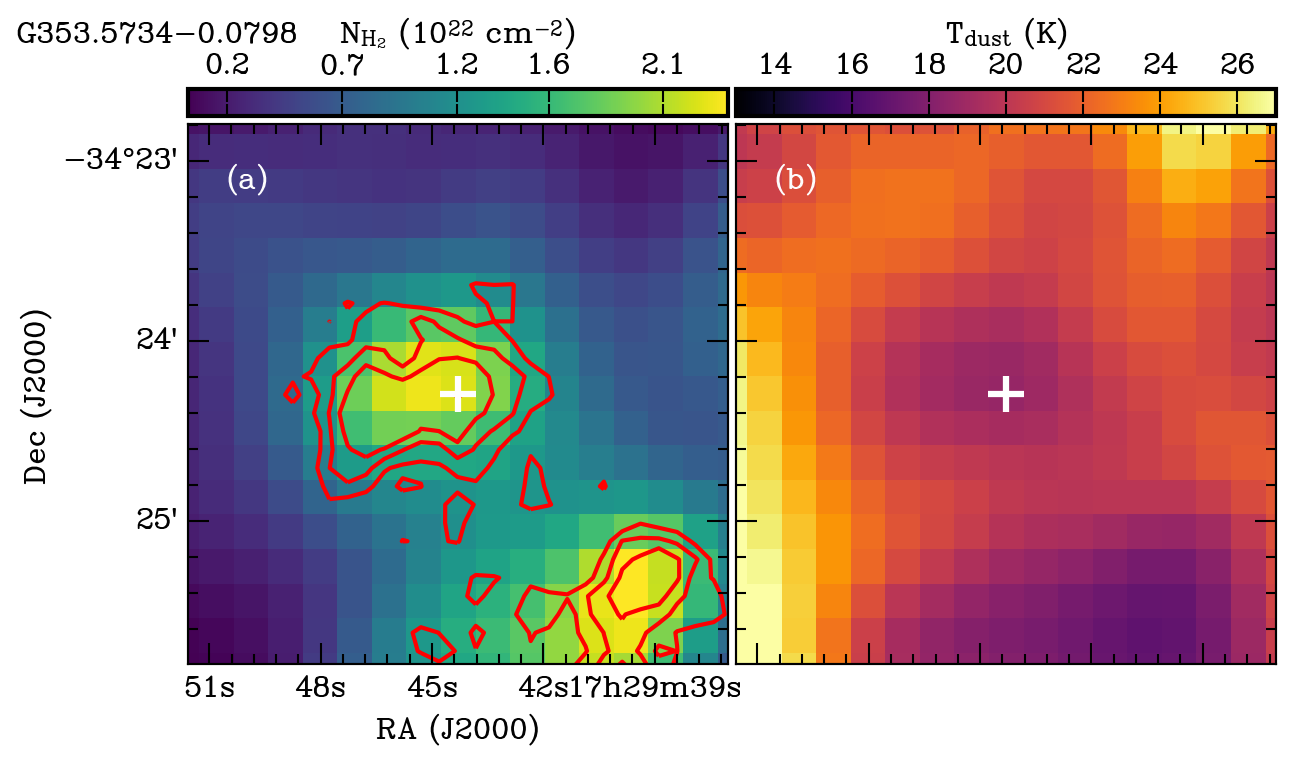 G353.5734−0.0798 N_H₂ (10²² cm⁻²) T_dust (K)
0.2 0.7 1.2 1.6 2.1 14 16 18 20 22 24 26
(a) (b)
−34°23'
24'
25'
Dec (J2000)
51s 48s 45s 42s 17h29m39s
RA (J2000)